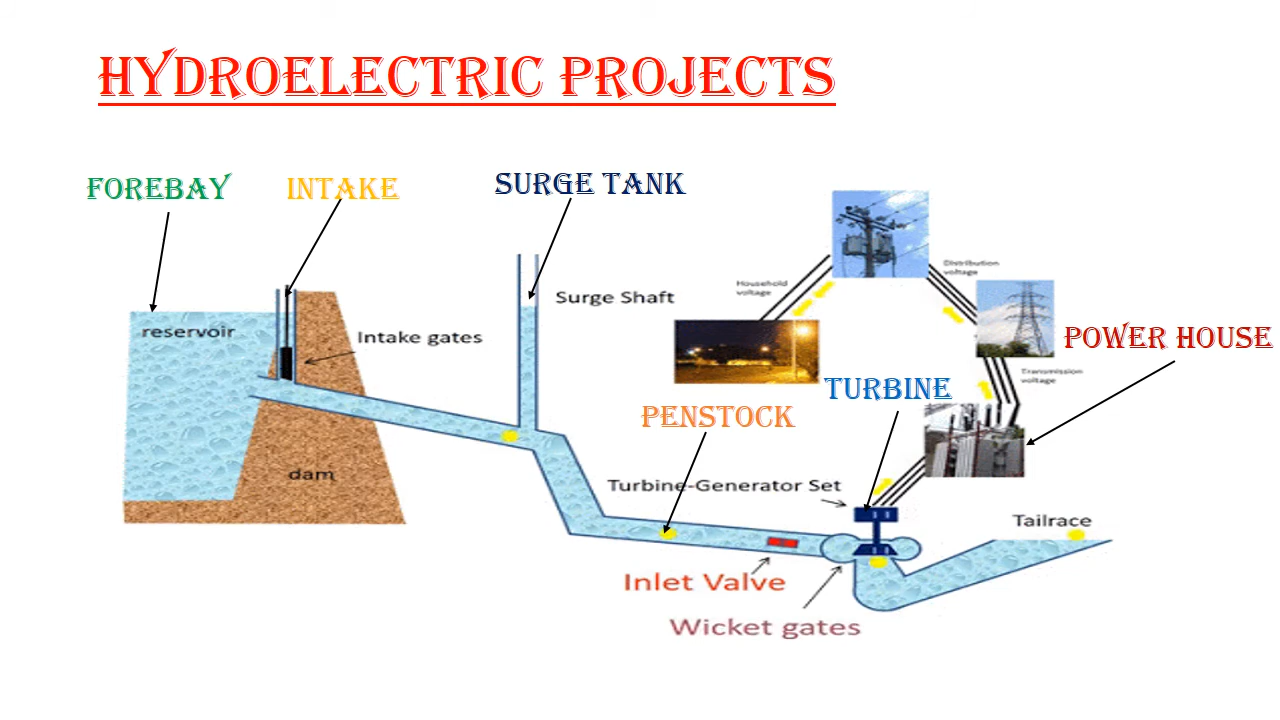 HYDROELECTRIC PROJECTS
FOREBAY
INTAKE
SURGE TANK
reservoir
Intake gates
Surge Shaft
Household
voltage
Distribution
voltage
POWER HOUSE
Transmission
voltage
TURBINE
PENSTOCK
dam
Turbine-Generator Set
Tailrace
Inlet Valve
Wicket gates